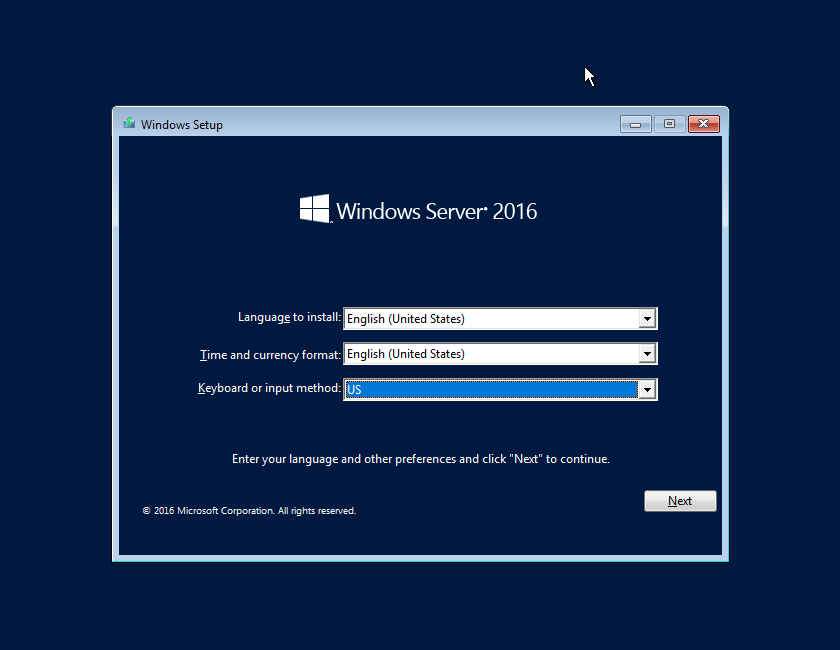 Windows Setup
Windows Server 2016
Language to install: English (United States)
Time and currency format: English (United States)
Keyboard or input method: US
Enter your language and other preferences and click "Next" to continue.
Next
© 2016 Microsoft Corporation. All rights reserved.